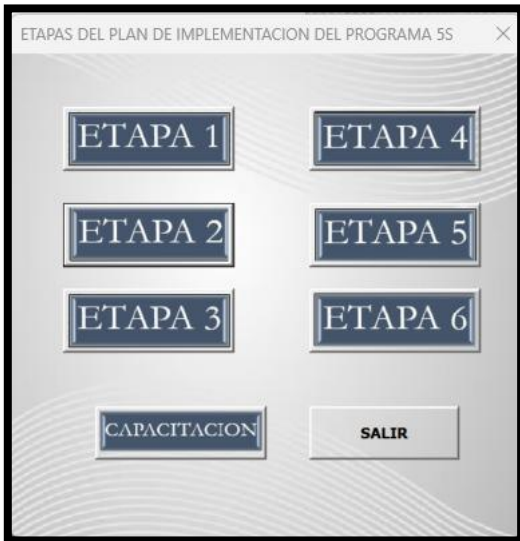 ETAPAS DEL PLAN DE IMPLEMENTACION DEL PROGRAMA 5S
ETAPA 1
ETAPA 4
ETAPA 2
ETAPA 5
ETAPA 3
ETAPA 6
CAPACITACION
SALIR